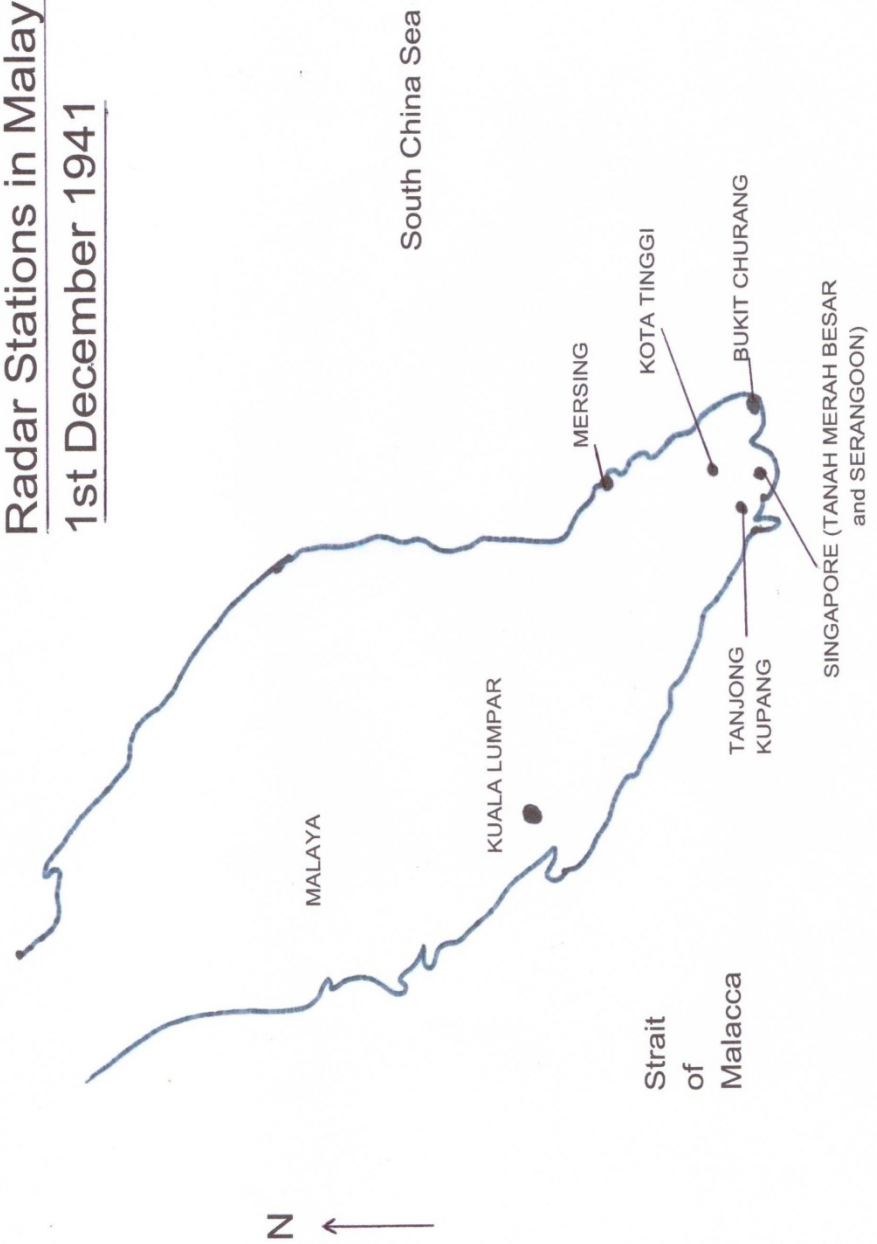 Radar Stations in Malay
1st December 1941
South China Sea
MALAYA
KUALA LUMPAR
MERSING
KOTA TINGGI
BUKIT CHURANG
TANJONG
KUPANG
SINGAPORE (TANAH MERAH BESAR
and SERANGOON)
Strait
of
Malacca
N